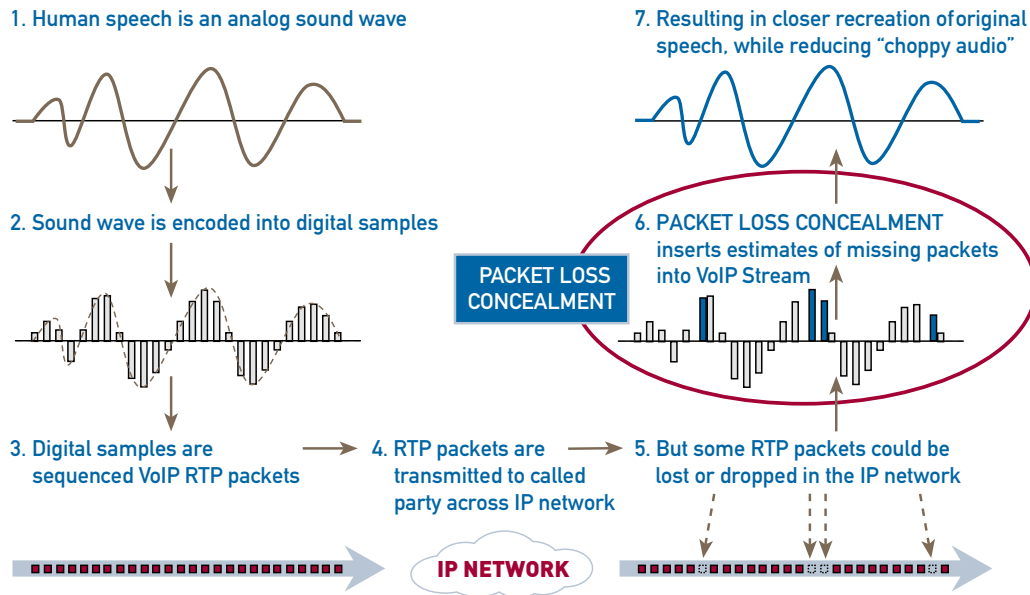 1. Human speech is an analog sound wave
2. Sound wave is encoded into digital samples
3. Digital samples are
sequenced VoIP RTP packets
4. RTP packets are
transmitted to called
party across IP network
IP NETWORK
5. But some RTP packets could be
lost or dropped in the IP network
PACKET LOSS
CONCEALMENT
6. PACKET LOSS CONCEALMENT
inserts estimates of missing packets
into VoIP Stream
7. Resulting in closer recreation of original
speech, while reducing “choppy audio”